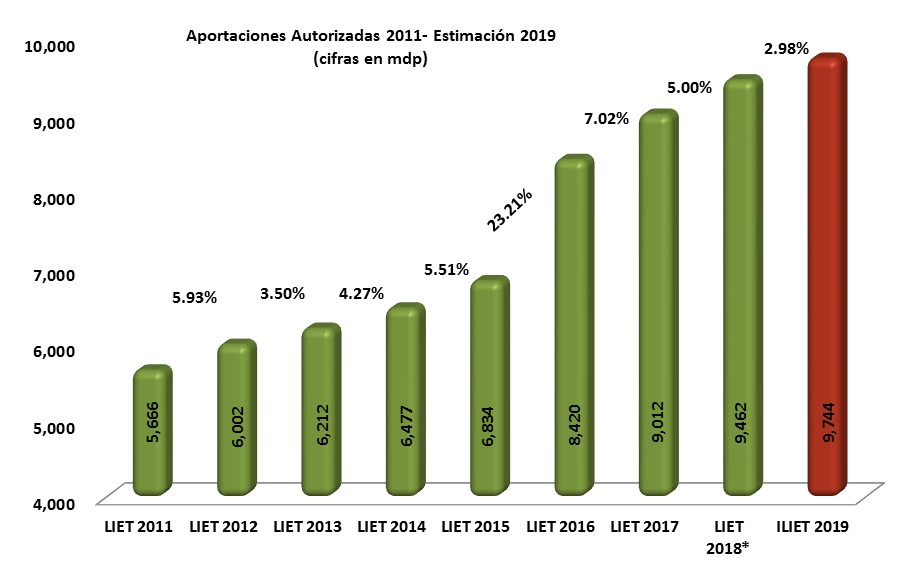 Aportaciones Autorizadas 2011- Estimación 2019
(cifras en mdp)
10,000
9,000
8,000
7,000
6,000
5,000
4,000
5.93%
3.50%
4.27%
5.51%
23.21%
7.02%
5.00%
2.98%
5,666
6,002
6,212
6,477
6,834
8,420
9,012
9,462
9,744
LIET 2011
LIET 2012
LIET 2013
LIET 2014
LIET 2015
LIET 2016
LIET 2017
LIET
2018*
ILIET 2019